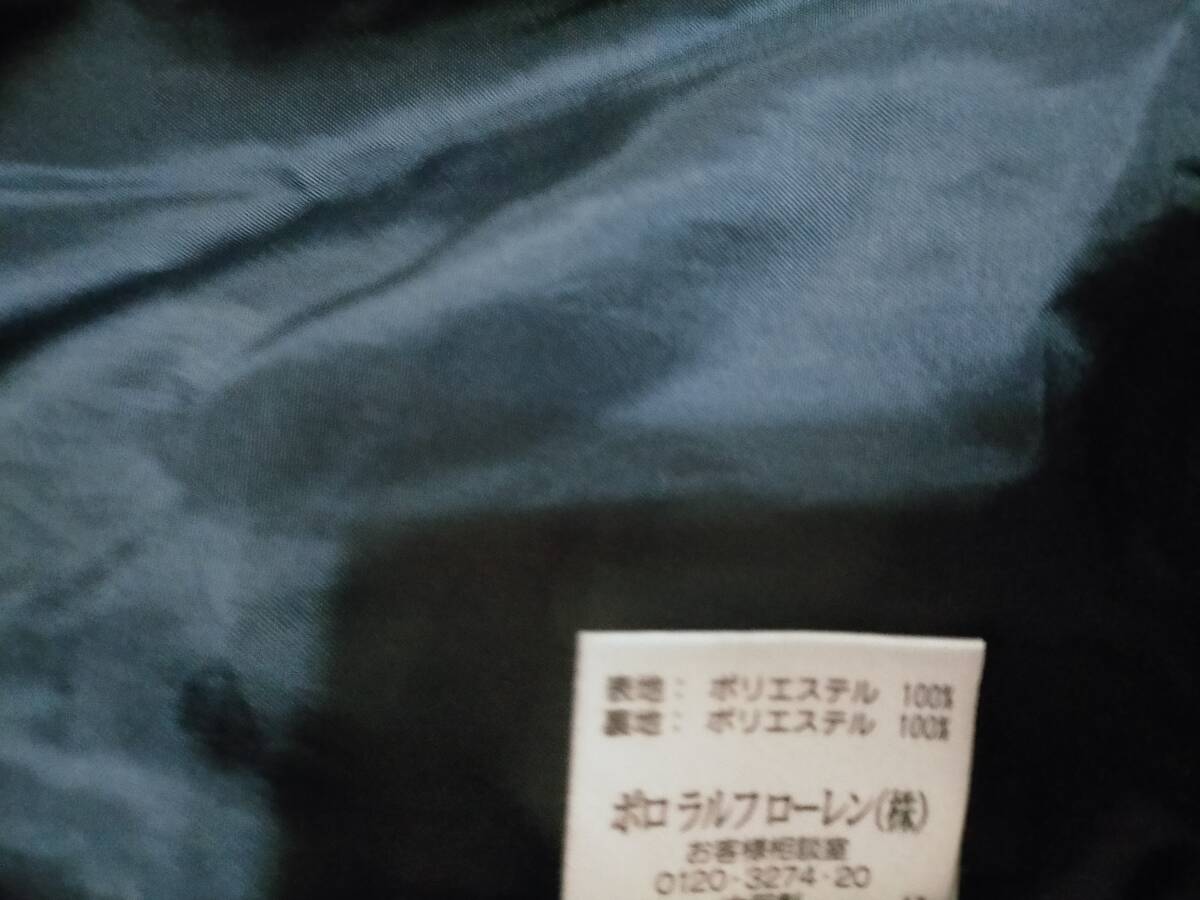 表地: ポリエステル 100%
裏地: ポリエステル 100%
ポロ ラルフ ローレン(株)
お客様相談室
0120-3274-20